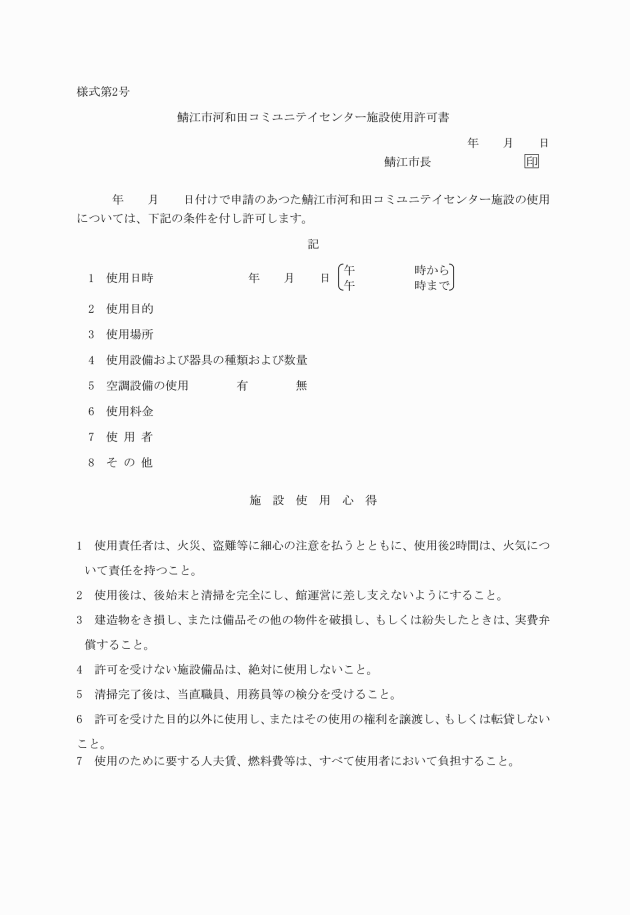 様式第2号
鯖江市河和田コミユニテイセンター施設使用許可書
年　　月　　日
鯖江市長　　　　　　　　印
年　　月　　日付けで申請のあつた鯖江市河和田コミユニテイセンター施設の使用
については、下記の条件を付し許可します。
記
1　使用日時　　　　　　　　年　　月　　日　午　　　　　時から
午　　　　　時まで
2　使用目的
3　使用場所
4　使用設備および器具の種類および数量
5　空調設備の使用　　　　有　　　　無
6　使用料金
7　使 用 者
8　そ の 他
施　設　使　用　心　得
1　使用責任者は、火災、盗難等に細心の注意を払うとともに、使用後2時間は、火気につ
いて責任を持つこと。
2　使用後は、後始末と清掃を完全にし、館運営に差し支えないようにすること。
3　建造物をき損し、または備品その他の物件を破損し、もしくは紛失したときは、実費弁
償すること。
4　許可を受けない施設備品は、絶対に使用しないこと。
5　清掃完了後は、当直職員、用務員等の検分を受けること。
6　許可を受けた目的以外に使用し、またはその使用の権利を譲渡し、もしくは転貸しない
こと。
7　使用のために要する人夫賃、燃料費等は、すべて使用者において負担すること。